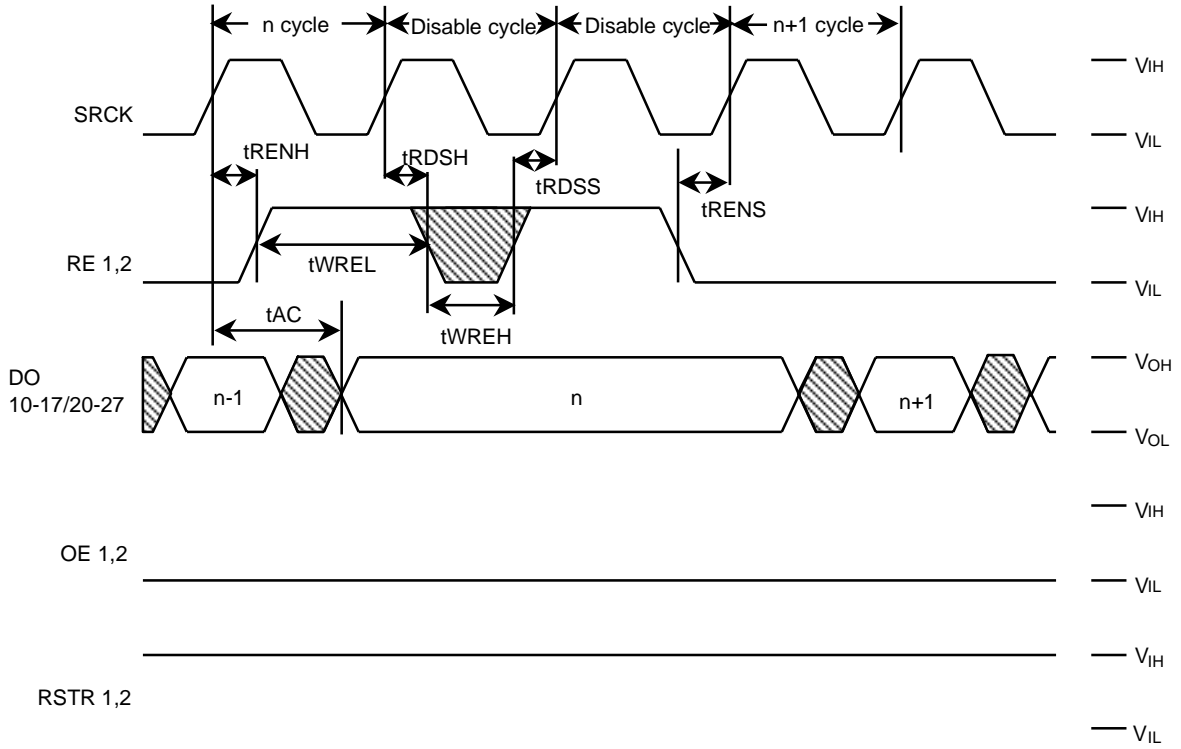 n cycle
Disable cycle
Disable cycle
n+1 cycle
VIH
SRCK
VIL
tRENH
tRDSH
tRDSS
tRENS
VIH
RE 1,2
tWREL
VIL
tAC
tWREH
VOH
DO
10-17/20-27
n-1
n
n+1
VOL
VIH
OE 1,2
VIL
VIH
RSTR 1,2
VIL